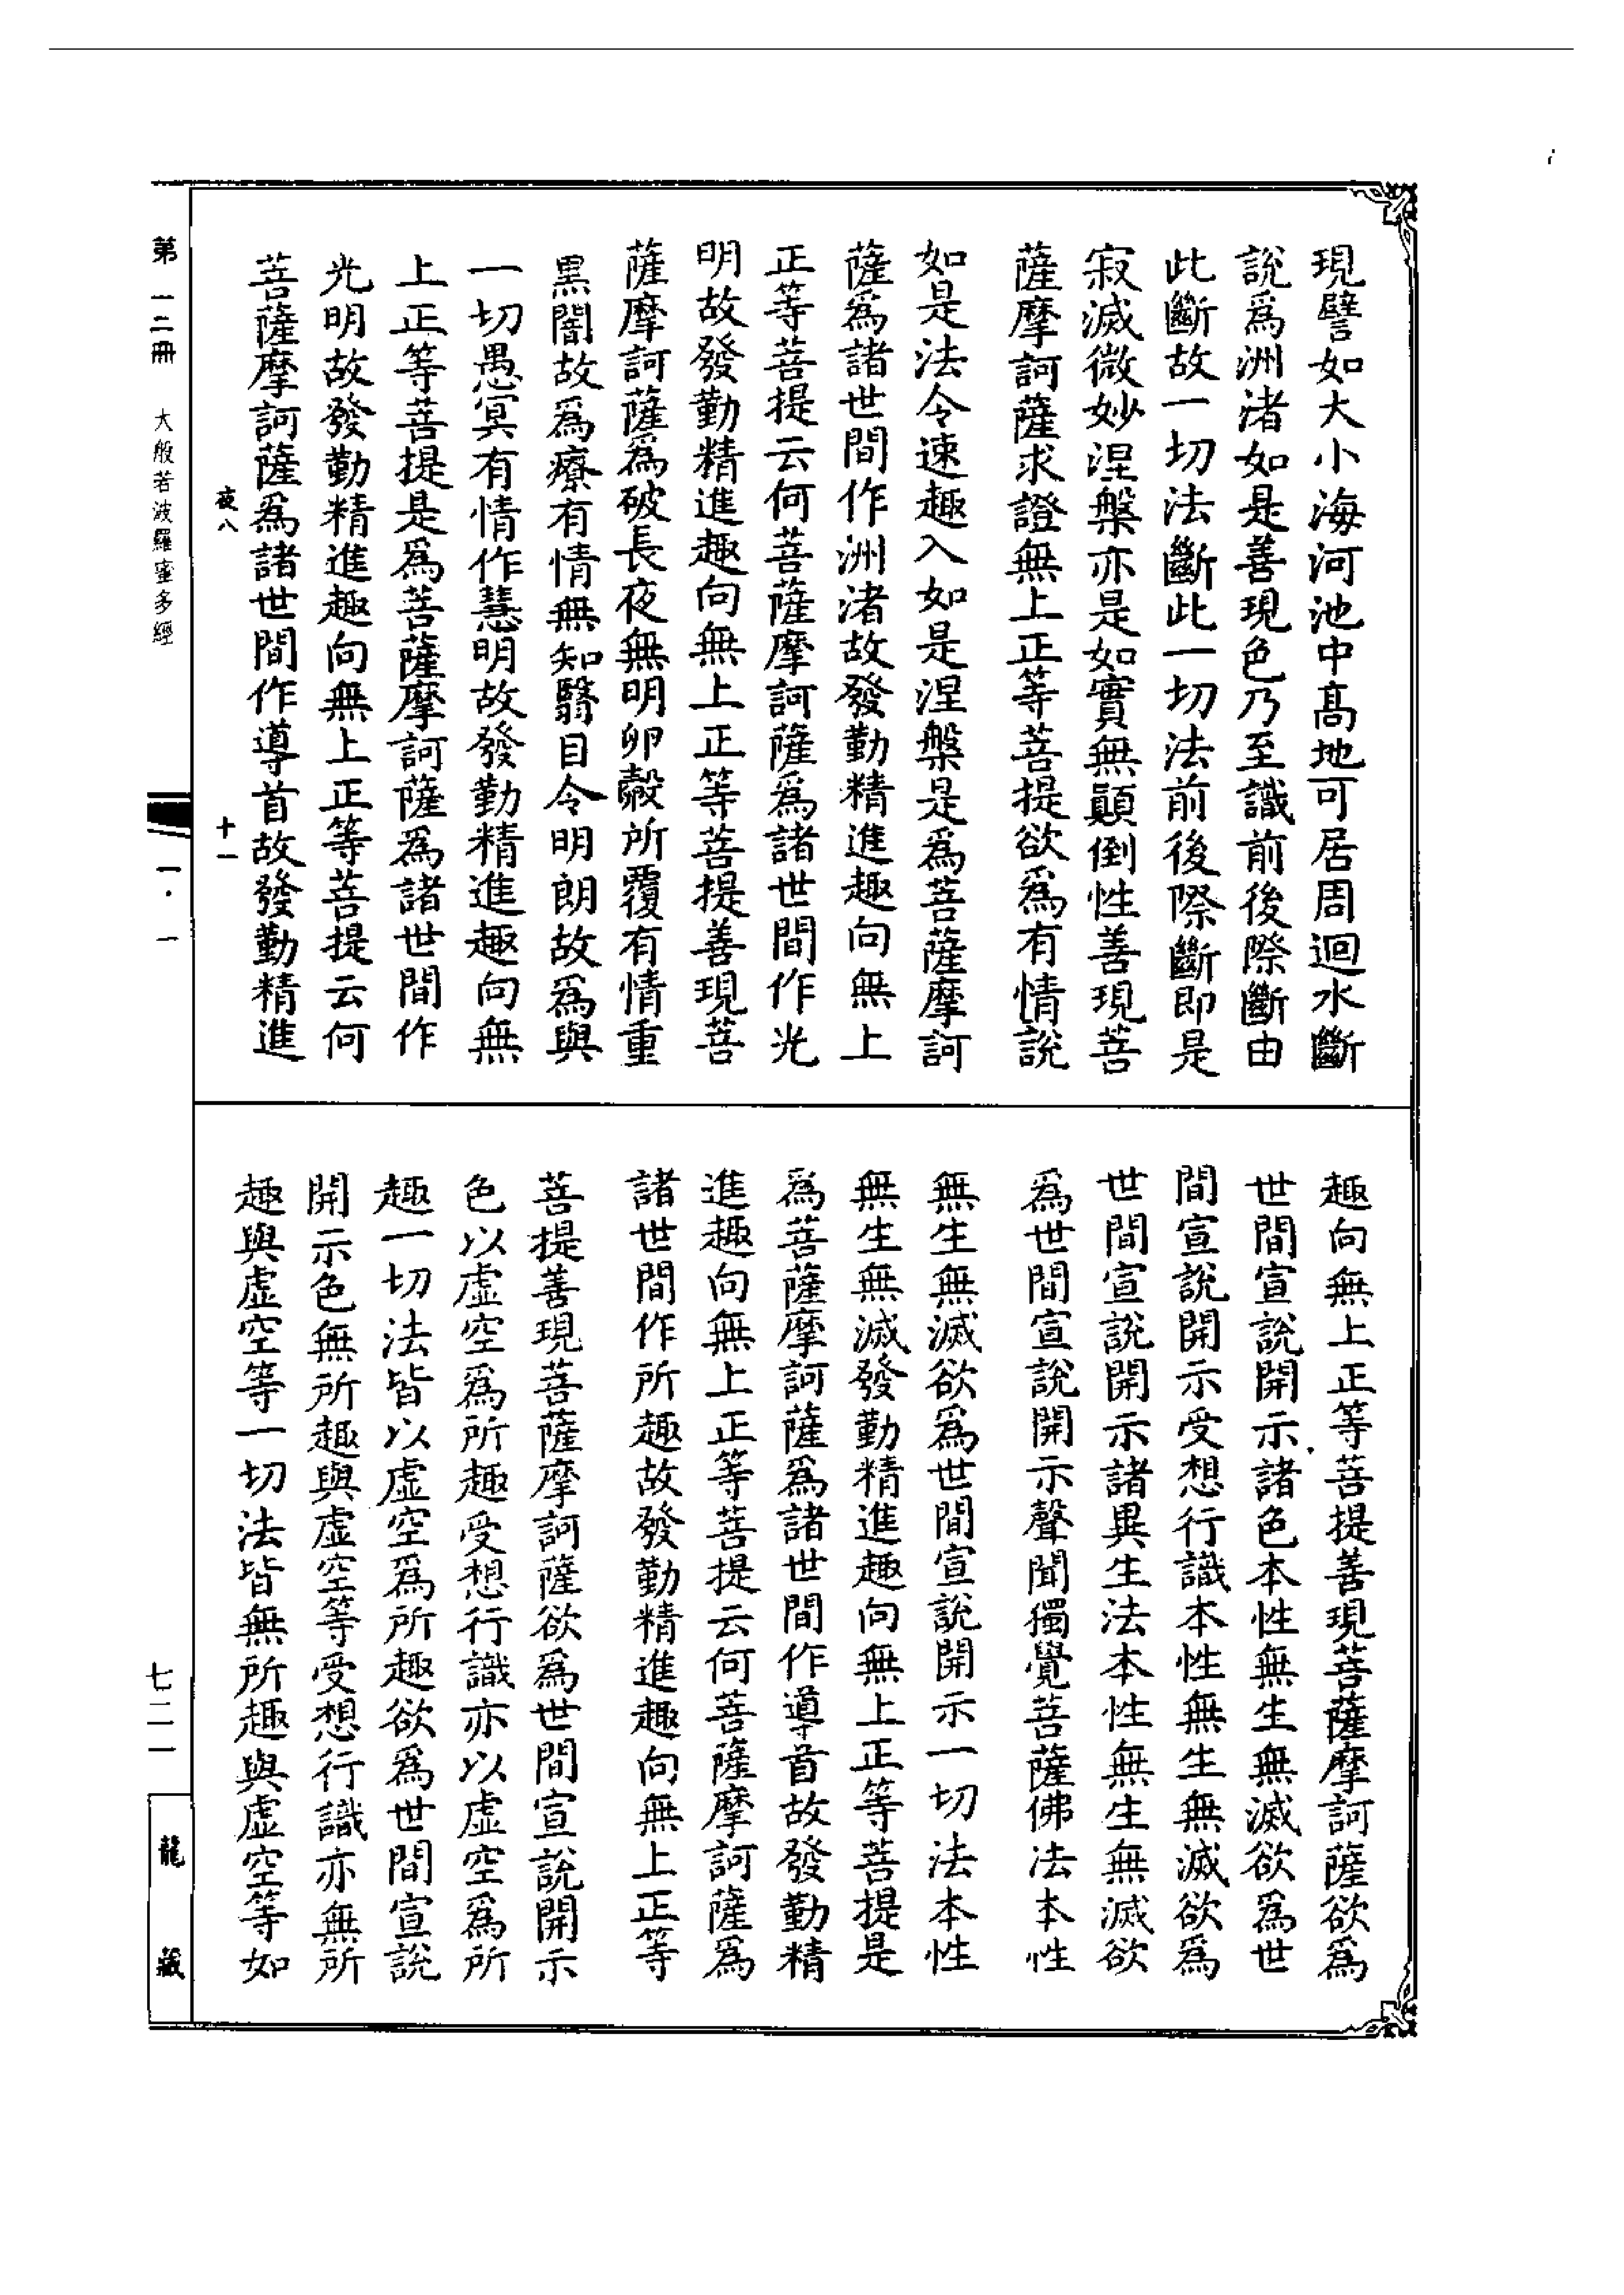 現譬如大小海河池中高地可居周迴水斷
說爲洲渚如是善現色乃至識前後際斷由
此斷故一切法斷此一切法前後際斷即是
寂滅微妙涅槃亦是如實無顛倒性善現菩
薩摩訶薩求證無上正等菩提欲爲有情說
如是法令速趣入如是涅槃是爲菩薩摩訶
薩爲諸世間作洲渚故發勤精進趣向無上
正等菩提云何菩薩摩訶薩爲諸世間作光
明故發勤精進趣向無上正等菩提善現菩
薩摩訶薩爲破長夜無明卵㲉所覆有情重
黑闇故爲療有情無知翳目令明朗故爲與
一切愚冥有情作慧明故發勤精進趣向無
上正等菩提是爲菩薩摩訶薩爲諸世間作
光明故發勤精進趣向無上正等菩提云何
菩薩摩訶薩爲諸世間作導首故發勤精進
夜八 十一
趣向無上正等菩提善現菩薩摩訶薩欲爲
世間宣說開示諸色本性無生無滅欲爲世
間宣說開示受想行識本性無生無滅欲爲
世間宣說開示諸異生法本性無生無滅欲
爲世間宣說開示聲聞獨覺菩薩佛法本性
無生無滅欲爲世間宣說開示一切法本性
無生無滅發勤精進趣向無上正等菩提是
爲菩薩摩訶薩爲諸世間作導首故發勤精
進趣向無上正等菩提云何菩薩摩訶薩爲
諸世間作所趣故發勤精進趣向無上正等
菩提善現菩薩摩訶薩欲爲世間宣說開示
色以虛空爲所趣受想行識亦以虛空爲所
趣一切法皆以虛空爲所趣欲爲世間宣說
開示色無所趣與虛空等受想行識亦無所
趣與虛空等一切法皆無所趣與虛空等如
第一二冊 大般若波羅蜜多經 一·一 七二一 龍藏